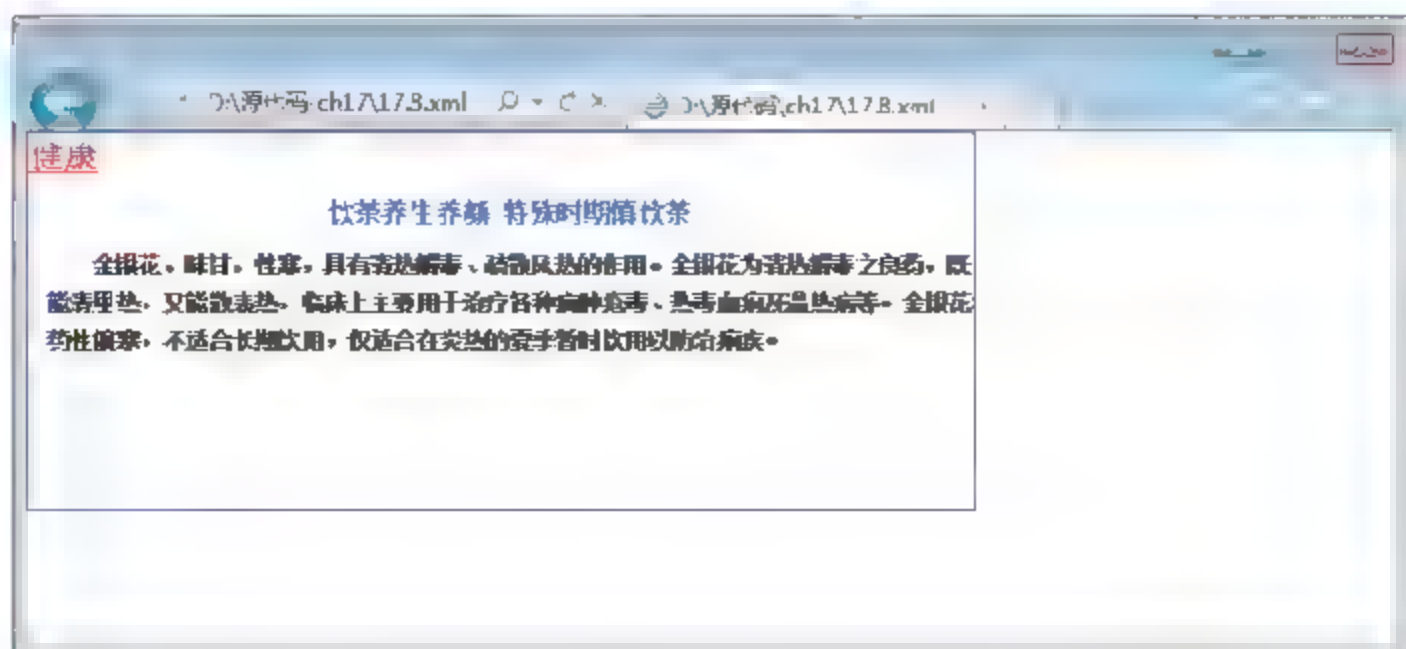 D:\源代码\ch17\17.8.xml D:\源代码\ch17\17.8.xml
健康
饮茶养生养颜 特殊时期慎饮茶
金银花,味甘,性寒,具有清热解毒、疏散风热的作用。金银花为清热解毒之良药,既
能清里热,又能散表热。临床上主要用于治疗各种痈肿疮毒、热毒血痢及温热病等。金银花
药性偏寒,不适合长期饮用,仅适合在炎热的夏季暂时饮用以防治痢疾。